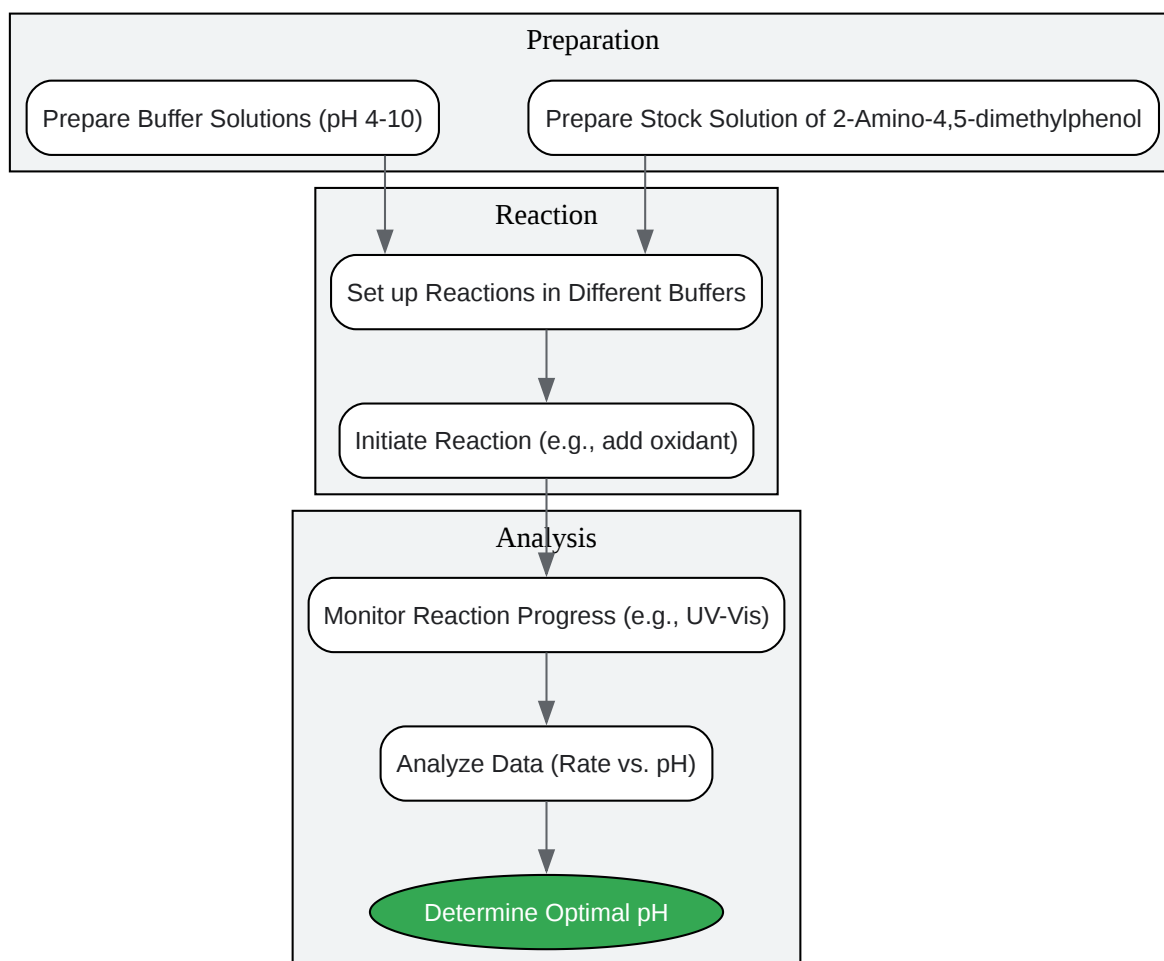 Preparation
Prepare Buffer Solutions (pH 4-10)
Prepare Stock Solution of 2-Amino-4,5-dimethylphenol
Reaction
Set up Reactions in Different Buffers
Initiate Reaction (e.g., add oxidant)
Analysis
Monitor Reaction Progress (e.g., UV-Vis)
Analyze Data (Rate vs. pH)
Determine Optimal pH